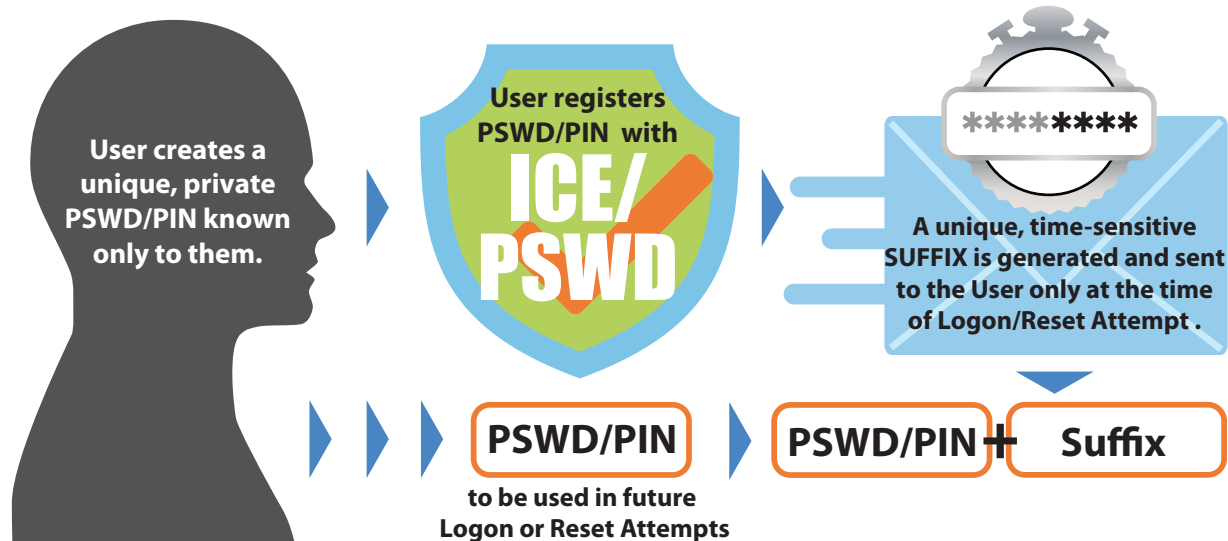 User creates a
unique, private
PSWD/PIN known
only to them.
User registers
PSWD/PIN with
ICE/
PSWD
********
A unique, time-sensitive
SUFFIX is generated and sent
to the User only at the time
of Logon/Reset Attempt .
PSWD/PIN
to be used in future
Logon or Reset Attempts
PSWD/PIN + Suffix